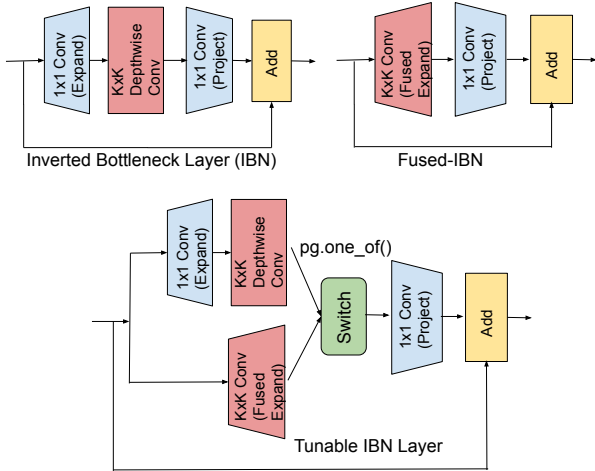 1x1 Conv
(Expand)
KxK
Depthwise
Conv
1x1 Conv
(Project)
Add
Inverted Bottleneck Layer (IBN)
KxK Conv
(Fused
Expand)
1x1 Conv
(Project)
Add
Fused-IBN
1x1 Conv
(Expand)
KxK
Depthwise
Conv
pg.one_of()
KxK Conv
(Fused
Expand)
Switch
1x1 Conv
(Project)
Add
Tunable IBN Layer